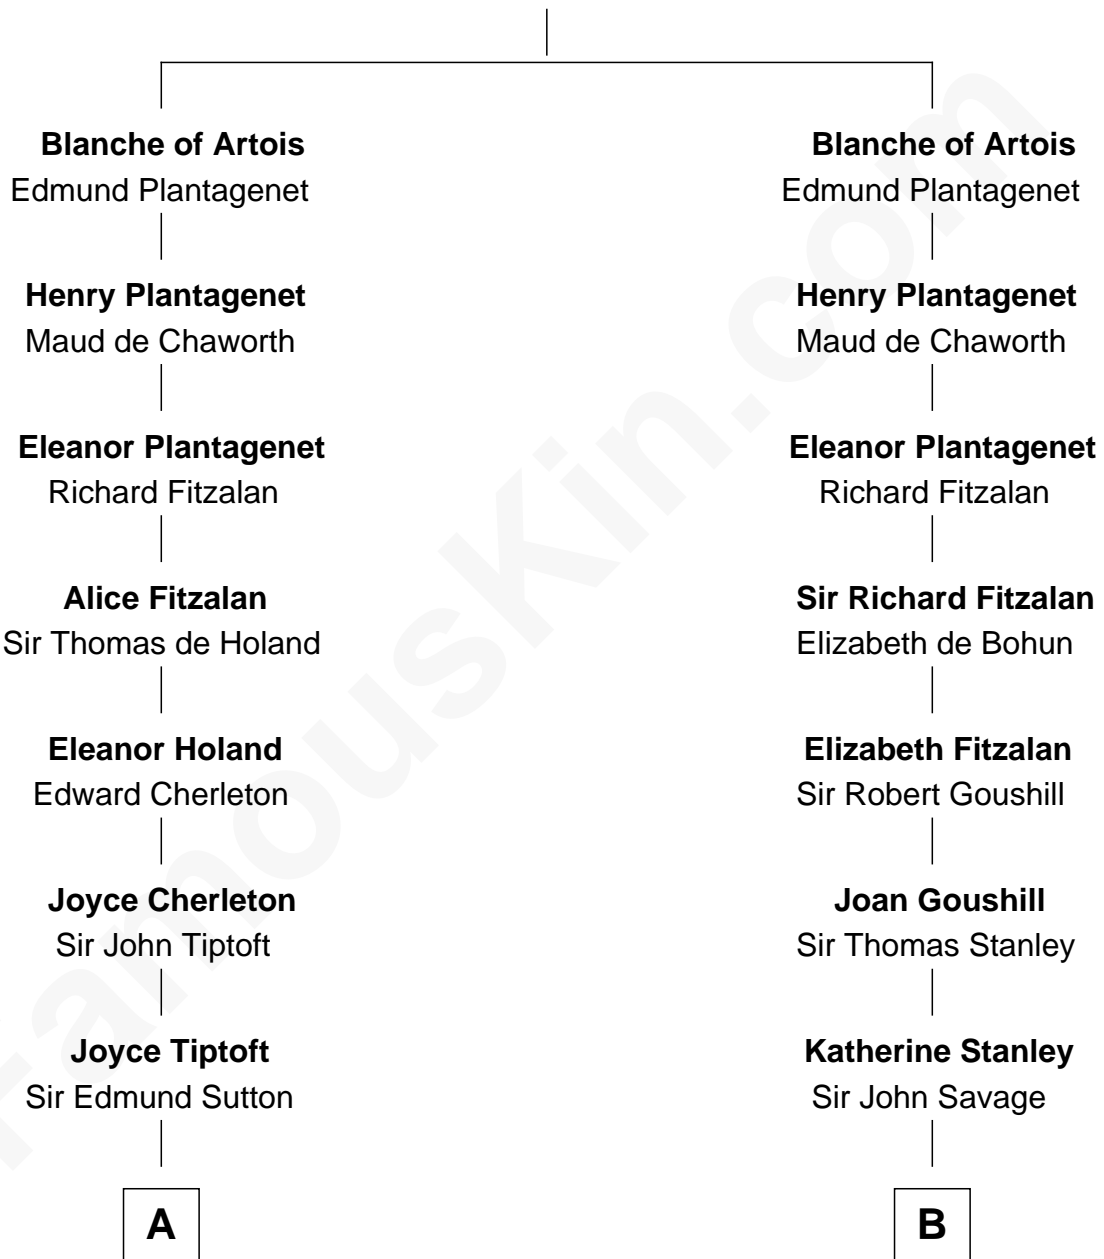 Blanche of Artois
Edmund Plantagenet
Henry Plantagenet
Maud de Chaworth
Eleanor Plantagenet
Richard Fitzalan
Alice Fitzalan
Sir Thomas de Holand
Eleanor Holand
Edward Cherleton
Joyce Cherleton
Sir John Tiptoft
Joyce Tiptoft
Sir Edmund Sutton
A
Blanche of Artois
Edmund Plantagenet
Henry Plantagenet
Maud de Chaworth
Eleanor Plantagenet
Richard Fitzalan
Sir Richard Fitzalan
Elizabeth de Bohun
Elizabeth Fitzalan
Sir Robert Goushill
Joan Goushill
Sir Thomas Stanley
Katherine Stanley
Sir John Savage
B
FamousKin.com